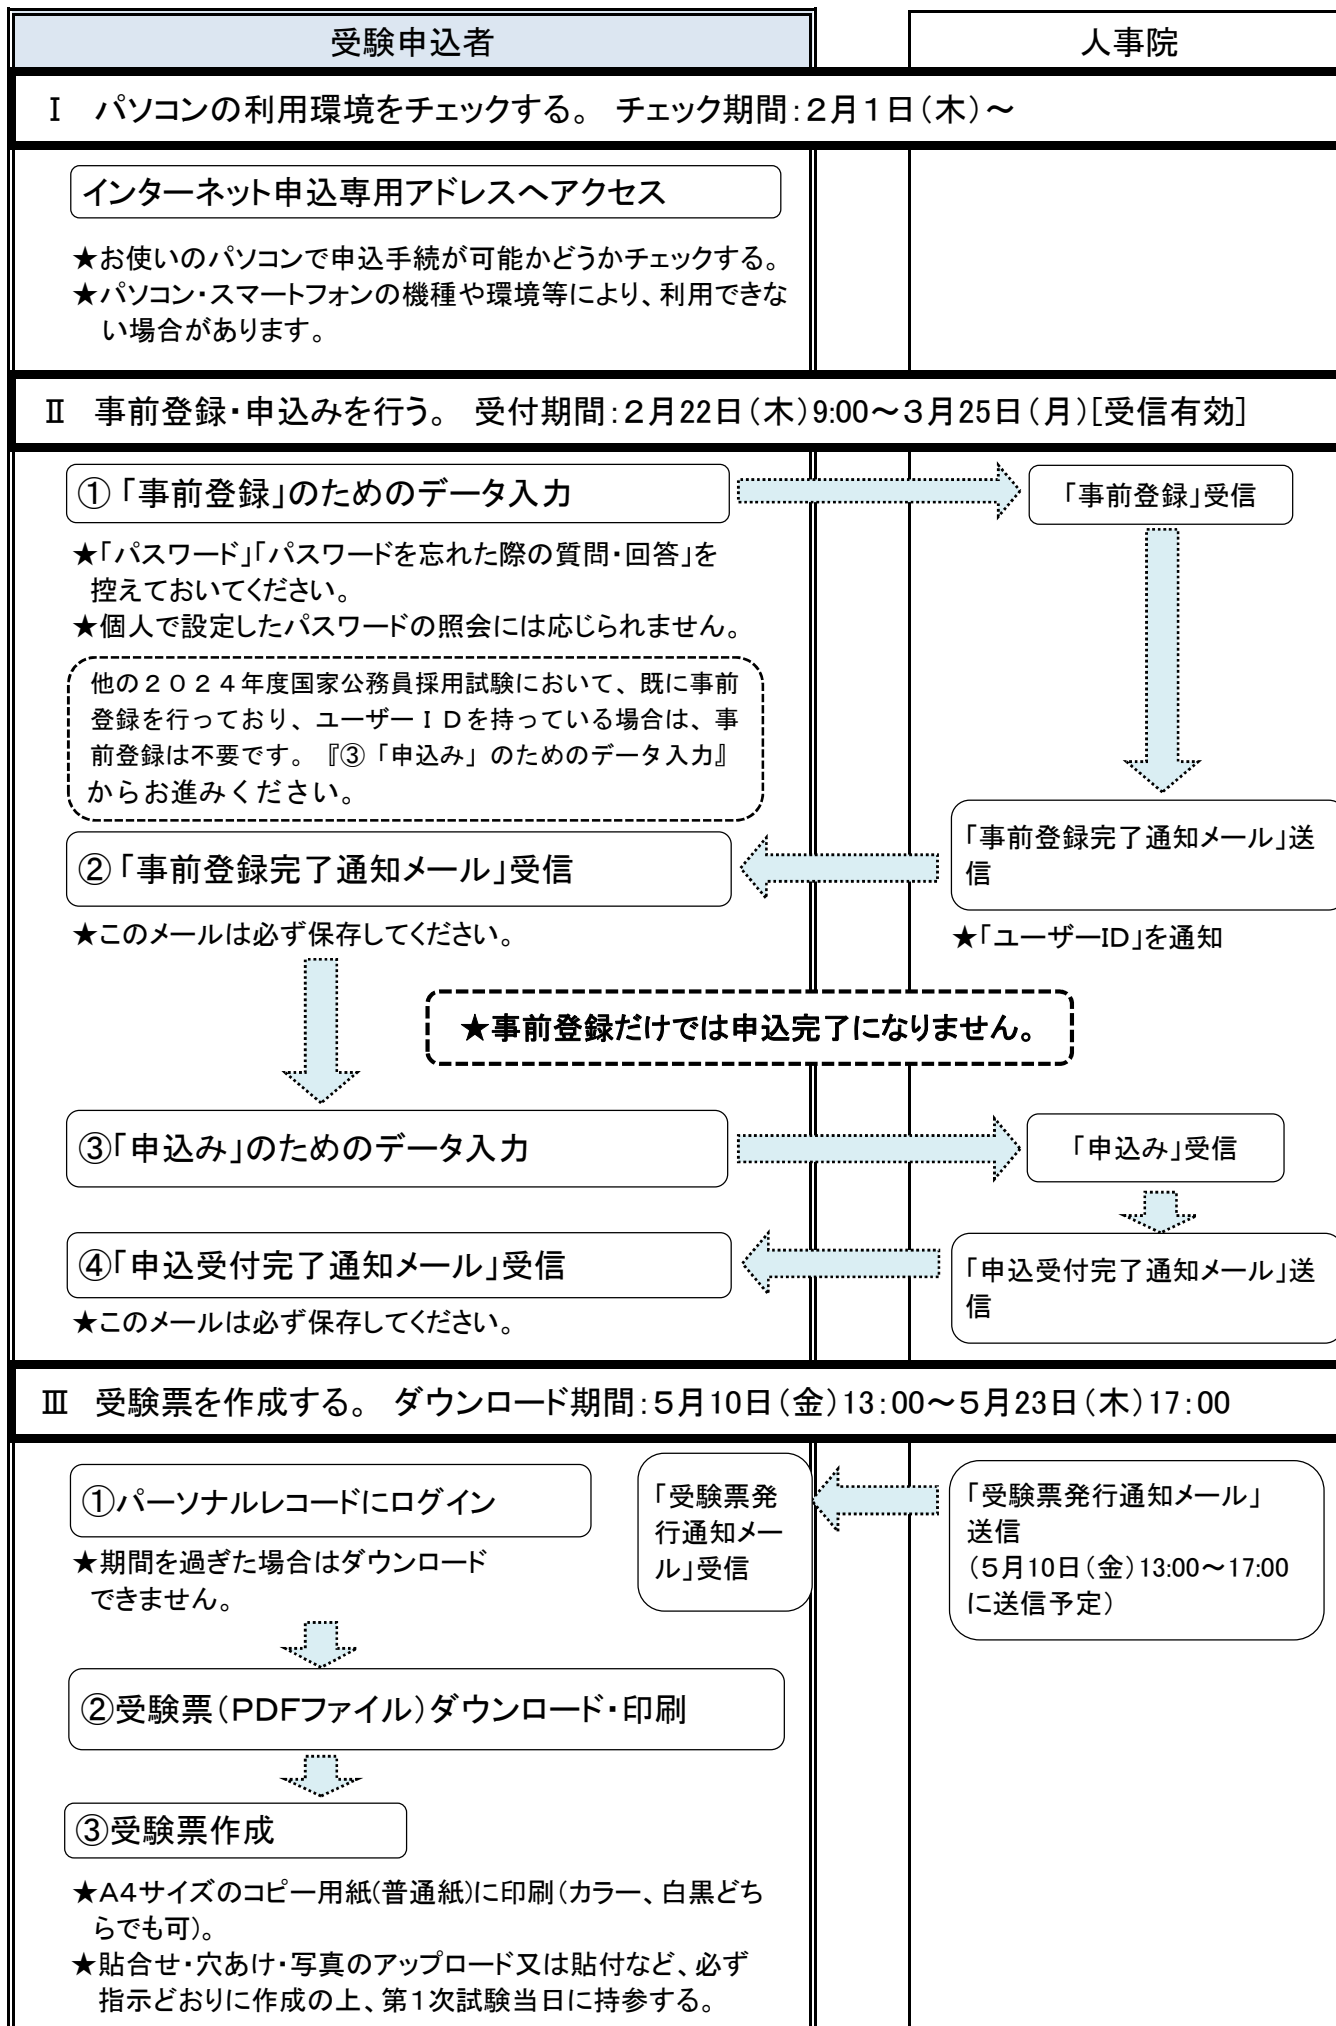 受験申込者
人事院
Ⅰ　パソコンの利用環境をチェックする。　チェック期間：２月１日（木）～
インターネット申込専用アドレスへアクセス
★お使いのパソコンで申込手続が可能かどうかチェックする。
★パソコン・スマートフォンの機種や環境等により、利用できな
い場合があります。
Ⅱ　事前登録・申込みを行う。　受付期間：２月22日（木）9:00～３月25日（月）[受信有効]
①「事前登録」のためのデータ入力
「事前登録」受信
★「パスワード」「パスワードを忘れた際の質問・回答」を
控えておいてください。
★個人で設定したパスワードの照会には応じられません。
他の２０２４年度国家公務員採用試験において、既に事前
登録を行っており、ユーザーＩＤを持っている場合は、事
前登録は不要です。『③「申込み」のためのデータ入力』
からお進みください。
②「事前登録完了通知メール」受信
「事前登録完了通知メール」送
信
★このメールは必ず保存してください。
★「ユーザーID」を通知
★事前登録だけでは申込完了になりません。
③「申込み」のためのデータ入力
「申込み」受信
④「申込受付完了通知メール」受信
「申込受付完了通知メール」送
信
★このメールは必ず保存してください。
Ⅲ　受験票を作成する。　ダウンロード期間：５月10日（金）13:00～５月23日（木）17:00
①パーソナルレコードにログイン
★期間を過ぎた場合はダウンロード
できません。
「受験票発
行通知メー
ル」受信
「受験票発行通知メール」
送信
（５月10日（金）13:00～17:00
に送信予定）
②受験票（PDFファイル）ダウンロード・印刷
③受験票作成
★A４サイズのコピー用紙(普通紙)に印刷（カラー、白黒どち
らでも可）。
★貼合せ・穴あけ・写真のアップロード又は貼付など、必ず
指示どおりに作成の上、第１次試験当日に持参する。